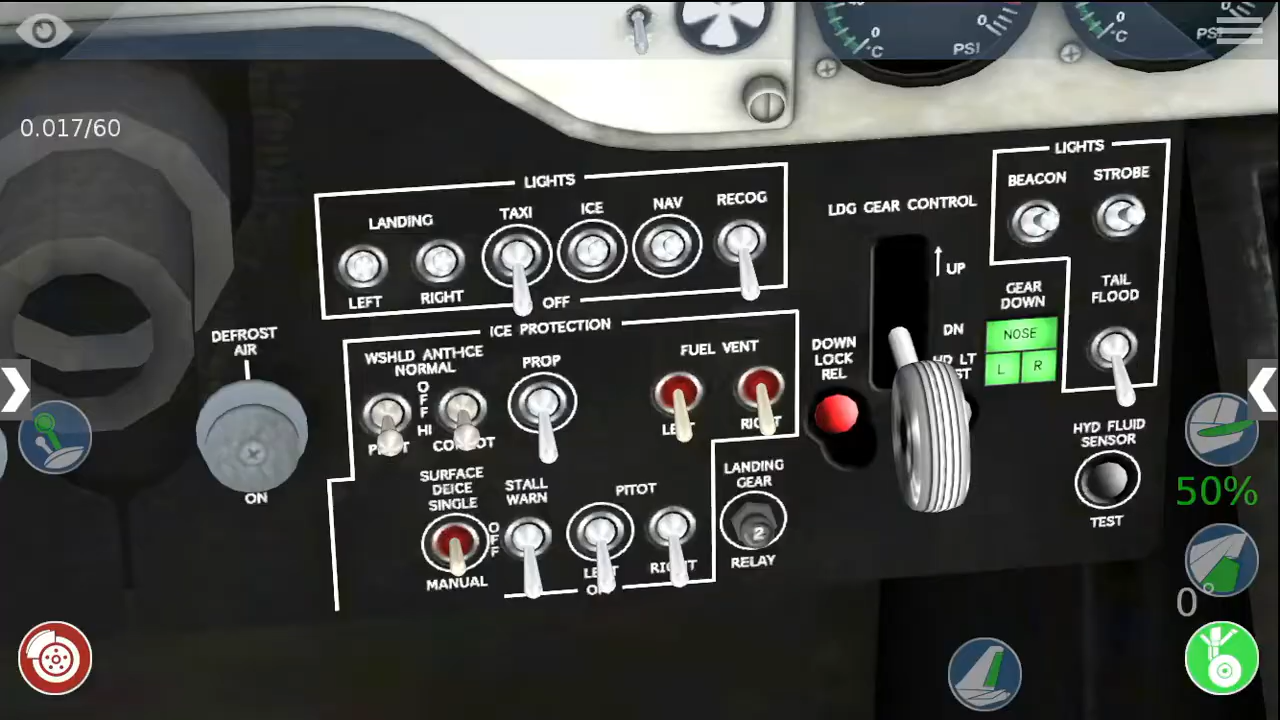 0
°C
PSI
0
0
°C
PSI
0.017/60
LIGHTS
LANDING
TAXI
ICE
NAV
RECOG
LEFT
RIGHT
OFF
LDG GEAR CONTROL
UP
DN
LIGHTS
BEACON
STROBE
GEAR
DOWN
NOSE
L
R
TAIL
FLOOD
DEFROST
AIR
ON
ICE PROTECTION
WSHLD ANTI-ICE
NORMAL
OFF
HI
PROP
FUEL VENT
RIGHT
DOWN
LOCK
REL
HYD FLUID
SENSOR
TEST
50%
0°
SURFACE
DEICE
SINGLE
OFF
MANUAL
STALL
WARN
PITOT
LEFT
RIGHT
LANDING
GEAR
2
RELAY